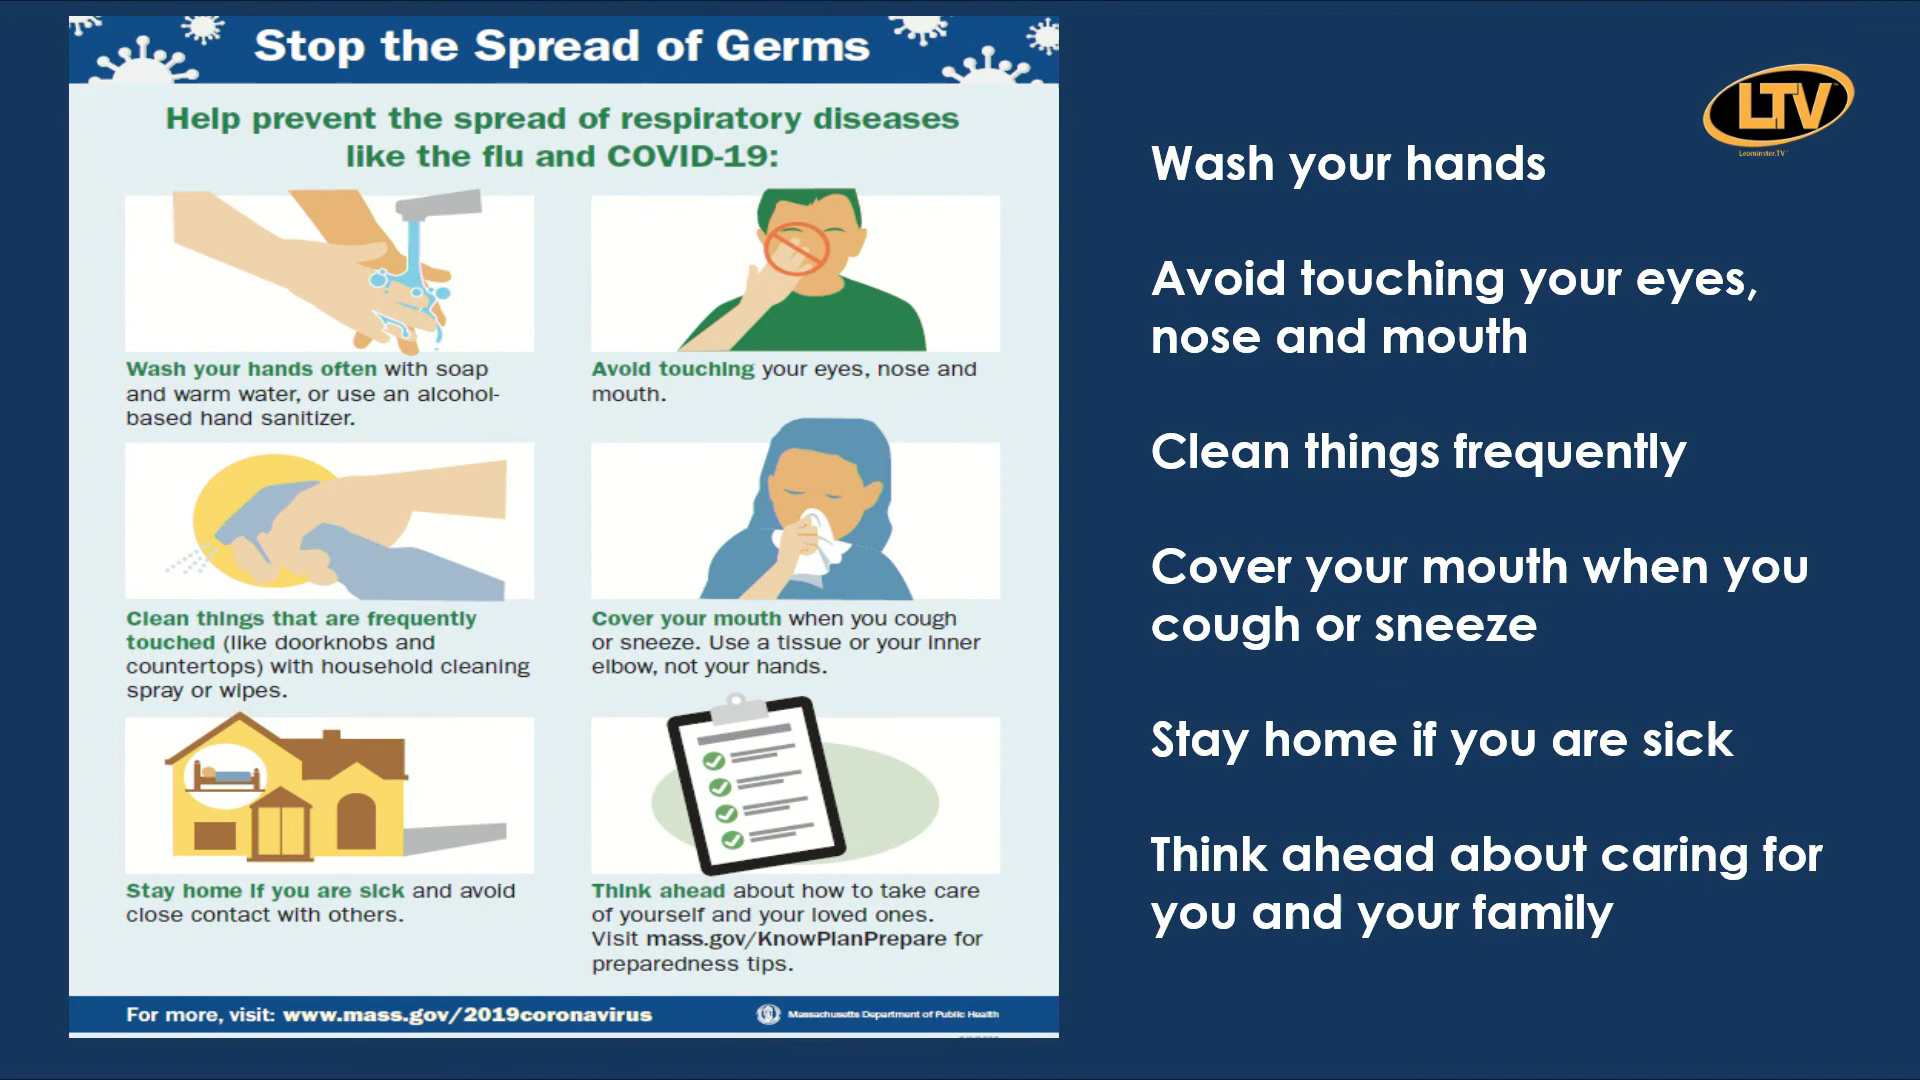 Stop the Spread of Germs
Help prevent the spread of respiratory diseases
like the flu and COVID-19:
Wash your hands often with soap
and warm water, or use an alcohol-
based hand sanitizer.
Avoid touching your eyes, nose and
mouth.
Clean things that are frequently
touched (like doorknobs and
countertops) with household cleaning
spray or wipes.
Cover your mouth when you cough
or sneeze. Use a tissue or your inner
elbow, not your hands.
Stay home if you are sick and avoid
close contact with others.
Think ahead about how to take care
of yourself and your loved ones.
Visit mass.gov/KnowPlanPrepare for
preparedness tips.
For more, visit: www.mass.gov/2019coronavirus
Massachusetts Department of Public Health
LTV
Leominster.TV
Wash your hands
Avoid touching your eyes,
nose and mouth
Clean things frequently
Cover your mouth when you
cough or sneeze
Stay home if you are sick
Think ahead about caring for
you and your family